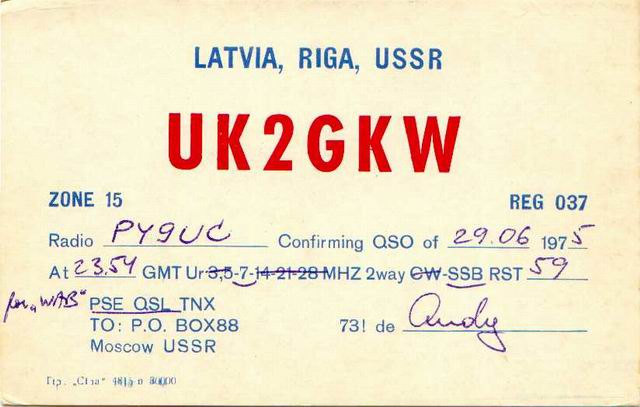 LATVIA, RIGA, USSR
UK2GKW
ZONE 15 REG 037
Radio PY9UC Confirming QSO of 29.06 1975
At 23.54 GMT Ur 3,5-7-14-21-28 MHZ 2way CW-SSB RST 59
for „WAB" PSE QSL TNX
TO: P.O. BOX88 73! de Andy
Moscow USSR